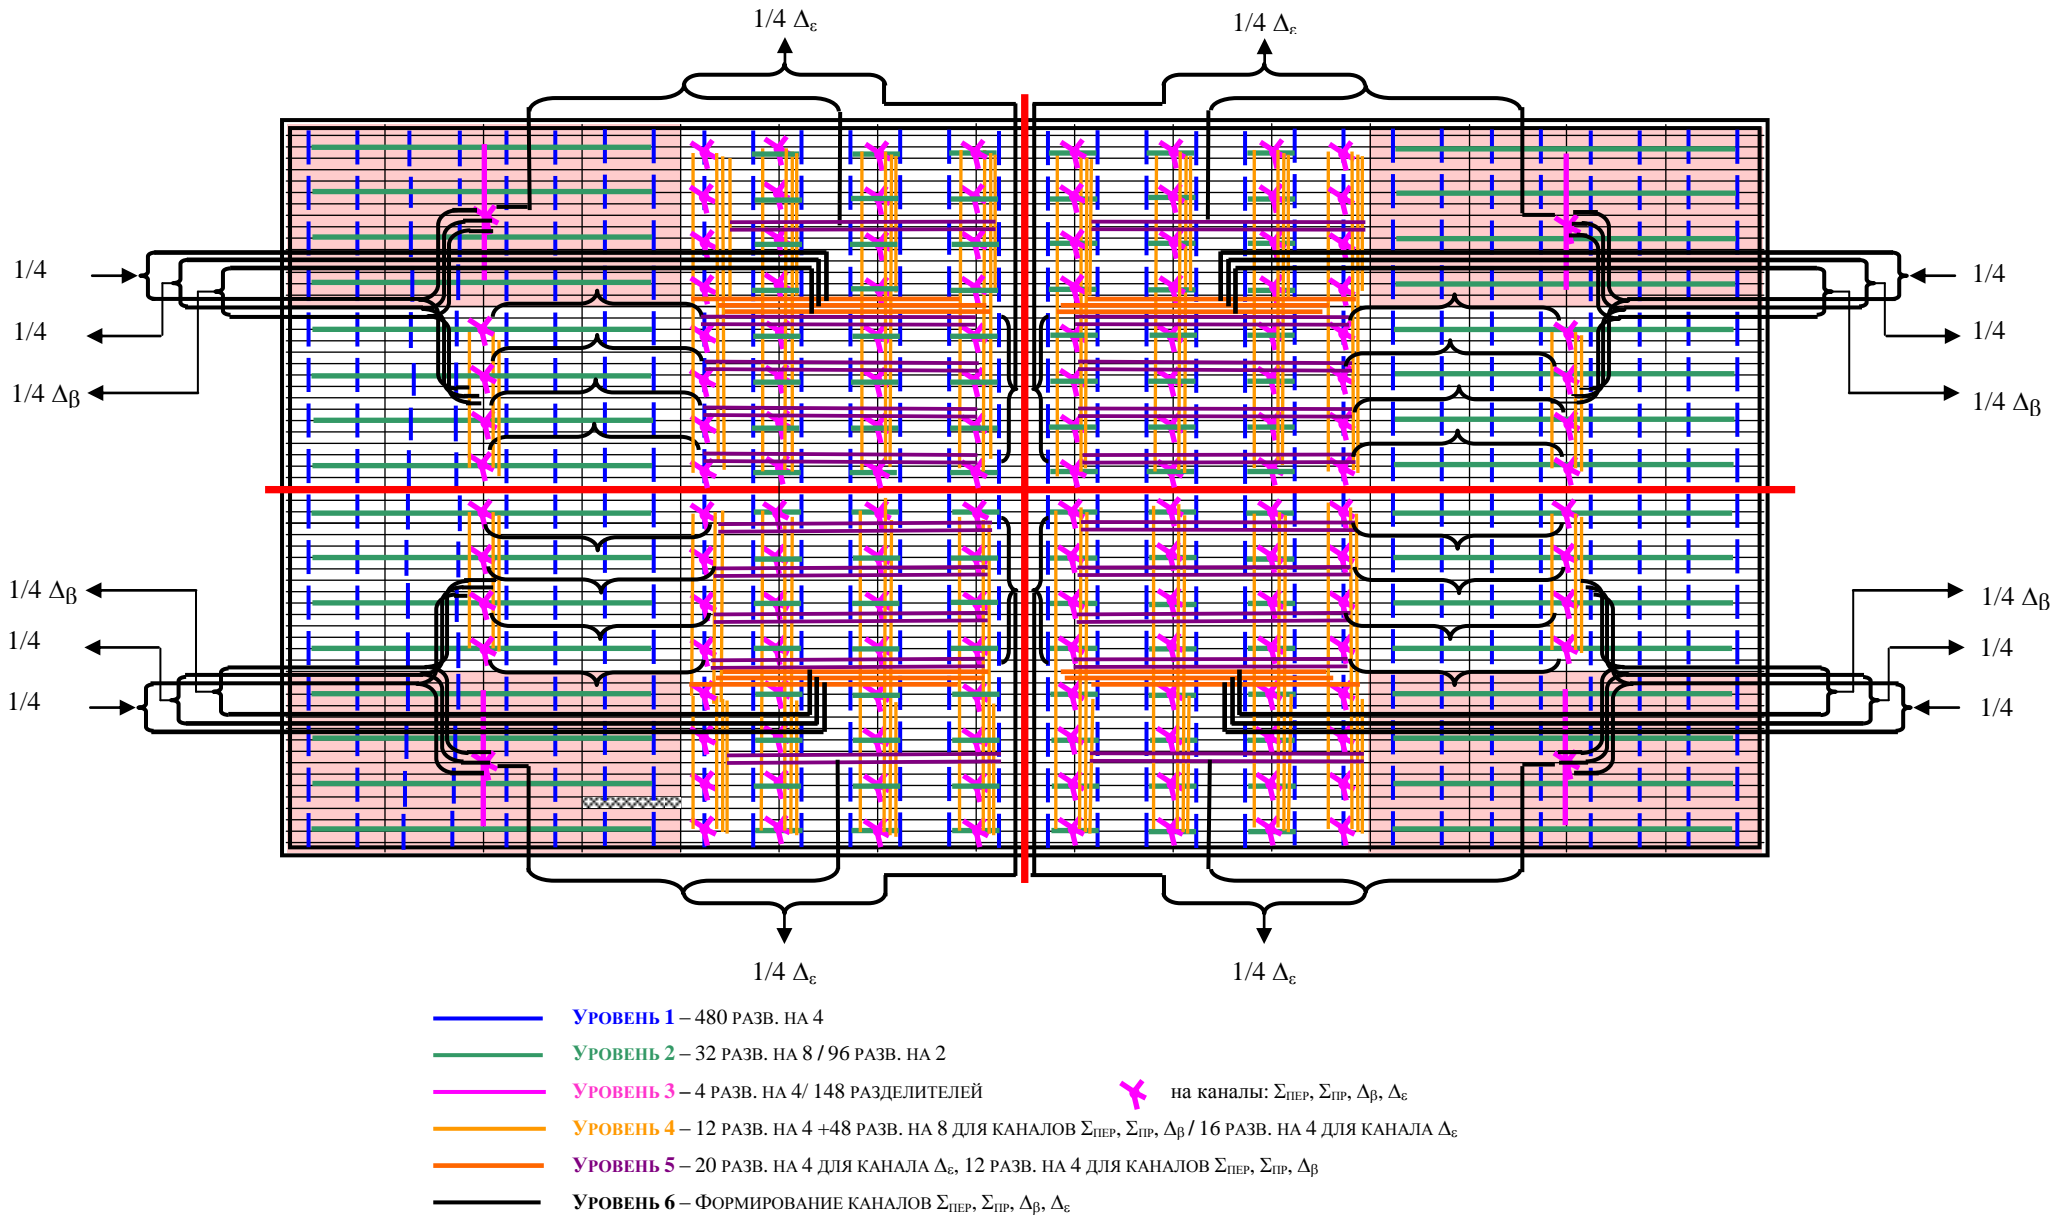 1/4 Δε
1/4 Δε
1/4
1/4
1/4
1/4
1/4 Δβ
1/4 Δβ
1/4 Δβ
1/4 Δβ
1/4
1/4
1/4
1/4
1/4 Δε
1/4 Δε
УРОВЕНЬ 1 – 480 РАЗВ. НА 4
УРОВЕНЬ 2 – 32 РАЗВ. НА 8 / 96 РАЗВ. НА 2
УРОВЕНЬ 3 – 4 РАЗВ. НА 4/ 148 РАЗДЕЛИТЕЛЕЙ на каналы: ΣПЕР, ΣПР, Δβ, Δε
УРОВЕНЬ 4 – 12 РАЗВ. НА 4 +48 РАЗВ. НА 8 ДЛЯ КАНАЛОВ ΣПЕР, ΣПР, Δβ / 16 РАЗВ. НА 4 ДЛЯ КАНАЛА Δε
УРОВЕНЬ 5 – 20 РАЗВ. НА 4 ДЛЯ КАНАЛА Δε, 12 РАЗВ. НА 4 ДЛЯ КАНАЛОВ ΣПЕР, ΣПР, Δβ
УРОВЕНЬ 6 – ФОРМИРОВАНИЕ КАНАЛОВ ΣПЕР, ΣПР, Δβ, Δε